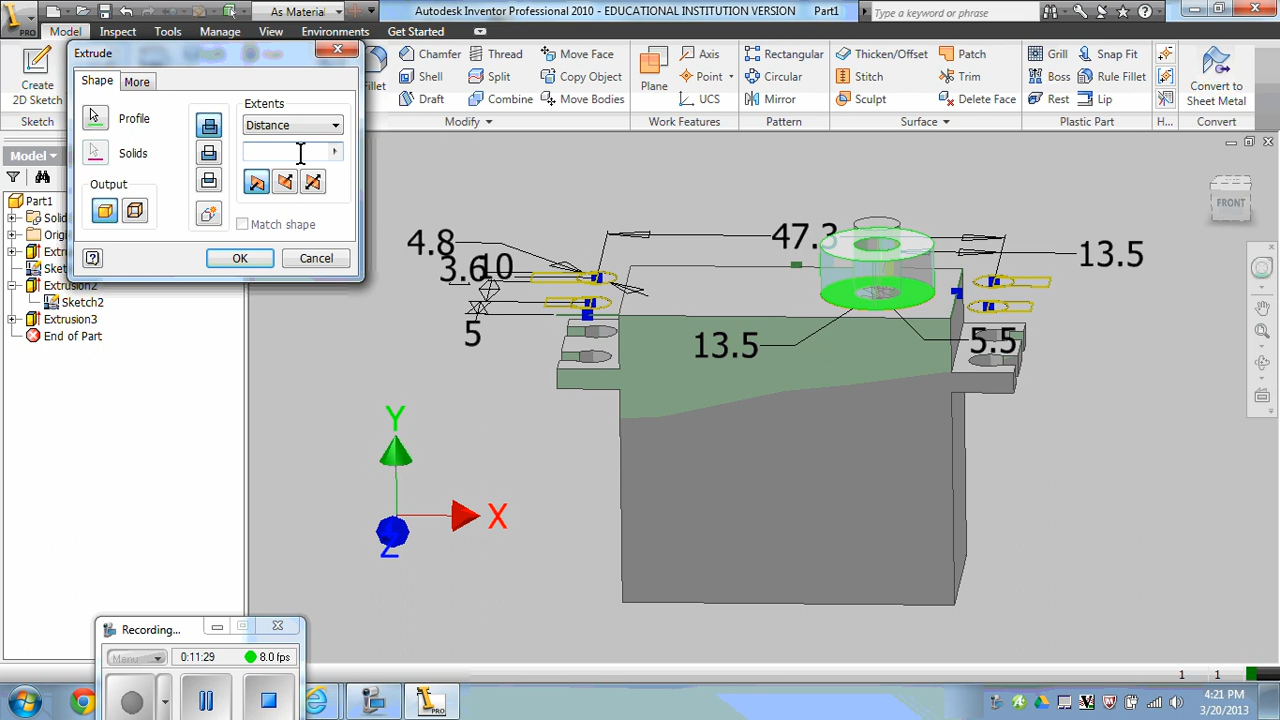 PRO
As Material
Autodesk Inventor Professional 2010 - EDUCATIONAL INSTITUTION VERSION Part1
Type a keyword or phrase
Model Inspect Tools Manage View Environments Get Started
Create
2D Sketch
Sketch
Fillet
Chamfer Thread Move Face
Shell Split Copy Object
Draft Combine Move Bodies
Modify
Plane
Axis
Point
UCS
Work Features
Rectangular
Circular
Mirror
Pattern
Thicken/Offset Patch
Stitch Trim
Sculpt Delete Face
Surface
Grill Snap Fit
Boss Rule Fillet
Rest Lip
Plastic Part
H...
Convert to
Sheet Metal
Convert
Extrude
Shape More
Profile
Solids
Output
Extents
Distance
Match shape
OK Cancel
Model
Part1
Extrusion2
Sketch2
Extrusion3
End of Part
FRONT
4.8
3.6
10
5
47.3
13.5
13.5
5.5
Y
X
Z
Recording...
Menu
0:11:29 8.0 fps
1 1
PRO
4:21 PM
3/20/2013